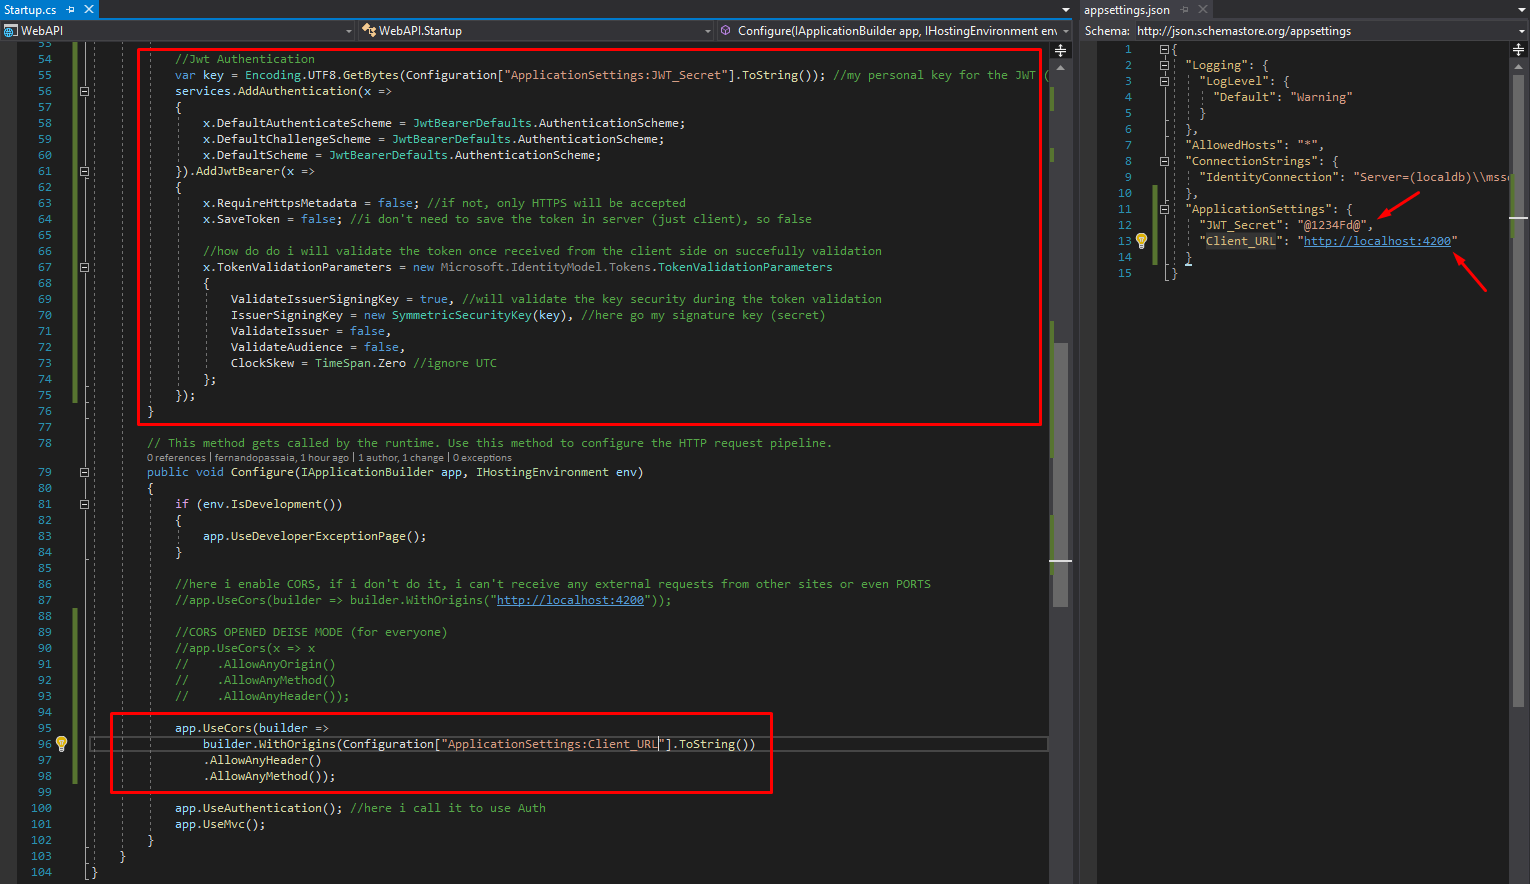 Startup.cs
WebAPI
WebAPI.Startup
Configure(IApplicationBuilder app, IHostingEnvironment env
53
54 //Jwt Authentication
55 var key = Encoding.UTF8.GetBytes(Configuration["ApplicationSettings:JWT_Secret"].ToString()); //my personal key for the JWT (
56 services.AddAuthentication(x =>
57 {
58 x.DefaultAuthenticateScheme = JwtBearerDefaults.AuthenticationScheme;
59 x.DefaultChallengeScheme = JwtBearerDefaults.AuthenticationScheme;
60 x.DefaultScheme = JwtBearerDefaults.AuthenticationScheme;
61 }).AddJwtBearer(x =>
62 {
63 x.RequireHttpsMetadata = false; //if not, only HTTPS will be accepted
64 x.SaveToken = false; //i don't need to save the token in server (just client), so false
65
66 //how do do i will validate the token once received from the client side on succefully validation
67 x.TokenValidationParameters = new Microsoft.IdentityModel.Tokens.TokenValidationParameters
68 {
69 ValidateIssuerSigningKey = true, //will validate the key security during the token validation
70 IssuerSigningKey = new SymmetricSecurityKey(key), //here go my signature key (secret)
71 ValidateIssuer = false,
72 ValidateAudience = false,
73 ClockSkew = TimeSpan.Zero //ignore UTC
74 };
75 });
76 }
77
78 // This method gets called by the runtime. Use this method to configure the HTTP request pipeline.
0 references | fernandopassaia, 1 hour ago | 1 author, 1 change | 0 exceptions
79 public void Configure(IApplicationBuilder app, IHostingEnvironment env)
80 {
81 if (env.IsDevelopment())
82 {
83 app.UseDeveloperExceptionPage();
84 }
85
86 //here i enable CORS, if i don't do it, i can't receive any external requests from other sites or even PORTS
87 //app.UseCors(builder => builder.WithOrigins("http://localhost:4200"));
88
89 //CORS OPENED DEISE MODE (for everyone)
90 //app.UseCors(x => x
91 // .AllowAnyOrigin()
92 // .AllowAnyMethod()
93 // .AllowAnyHeader());
94
95 app.UseCors(builder =>
96 builder.WithOrigins(Configuration["ApplicationSettings:Client_URL"].ToString())
97 .AllowAnyHeader()
98 .AllowAnyMethod());
99
100 app.UseAuthentication(); //here i call it to use Auth
101 app.UseMvc();
102 }
103 }
104 }
appsettings.json
Schema: http://json.schemastore.org/appsettings
1 {
2 "Logging": {
3 "LogLevel": {
4 "Default": "Warning"
5 }
6 },
7 "AllowedHosts": "*",
8 "ConnectionStrings": {
9 "IdentityConnection": "Server=(localdb)\\mss
10 },
11 "ApplicationSettings": {
12 "JWT_Secret": "@1234Fd@",
13 "Client_URL": "http://localhost:4200"
14 }
15 }